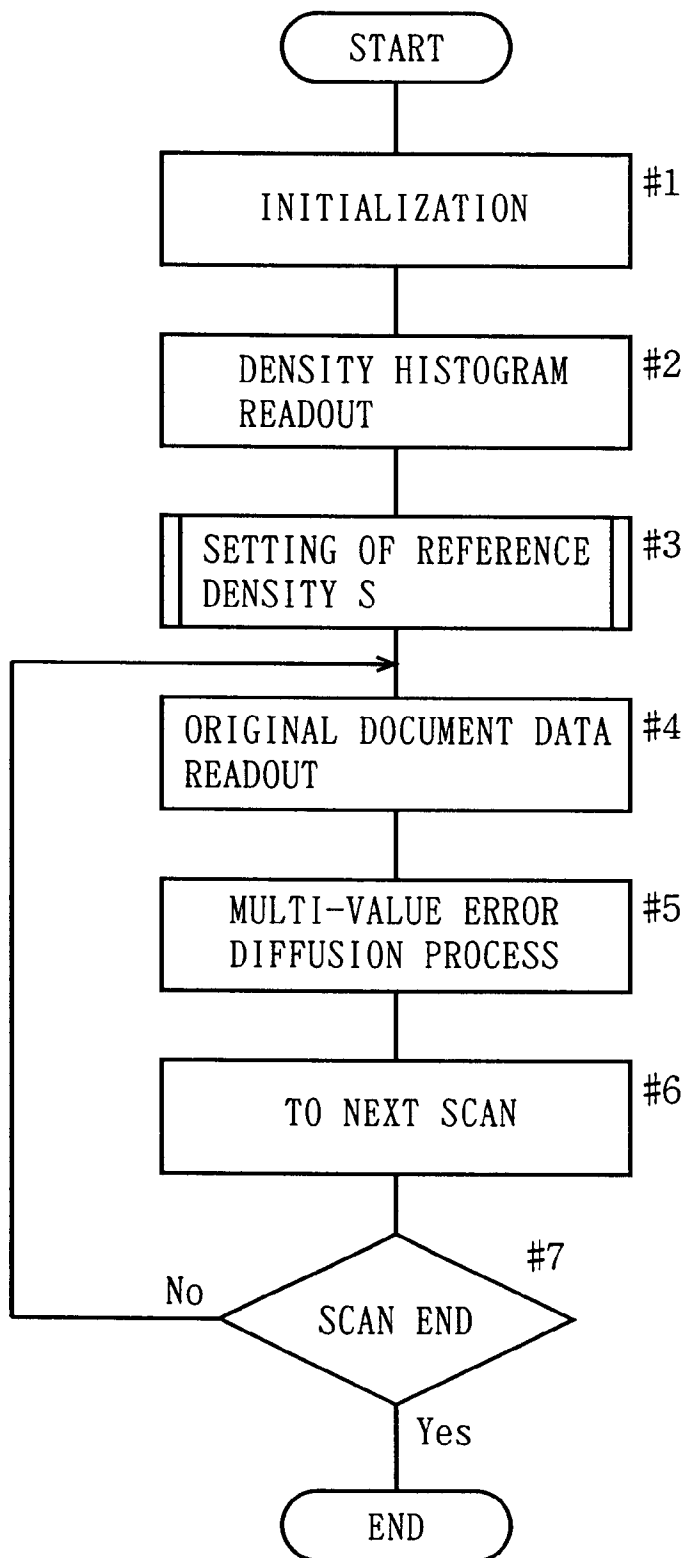 START
#1
INITIALIZATION
#2
DENSITY HISTOGRAM
READOUT
#3
SETTING OF REFERENCE
DENSITY S
#4
ORIGINAL DOCUMENT DATA
READOUT
#5
MULTI-VALUE ERROR
DIFFUSION PROCESS
#6
TO NEXT SCAN
#7
No
SCAN END
Yes
END